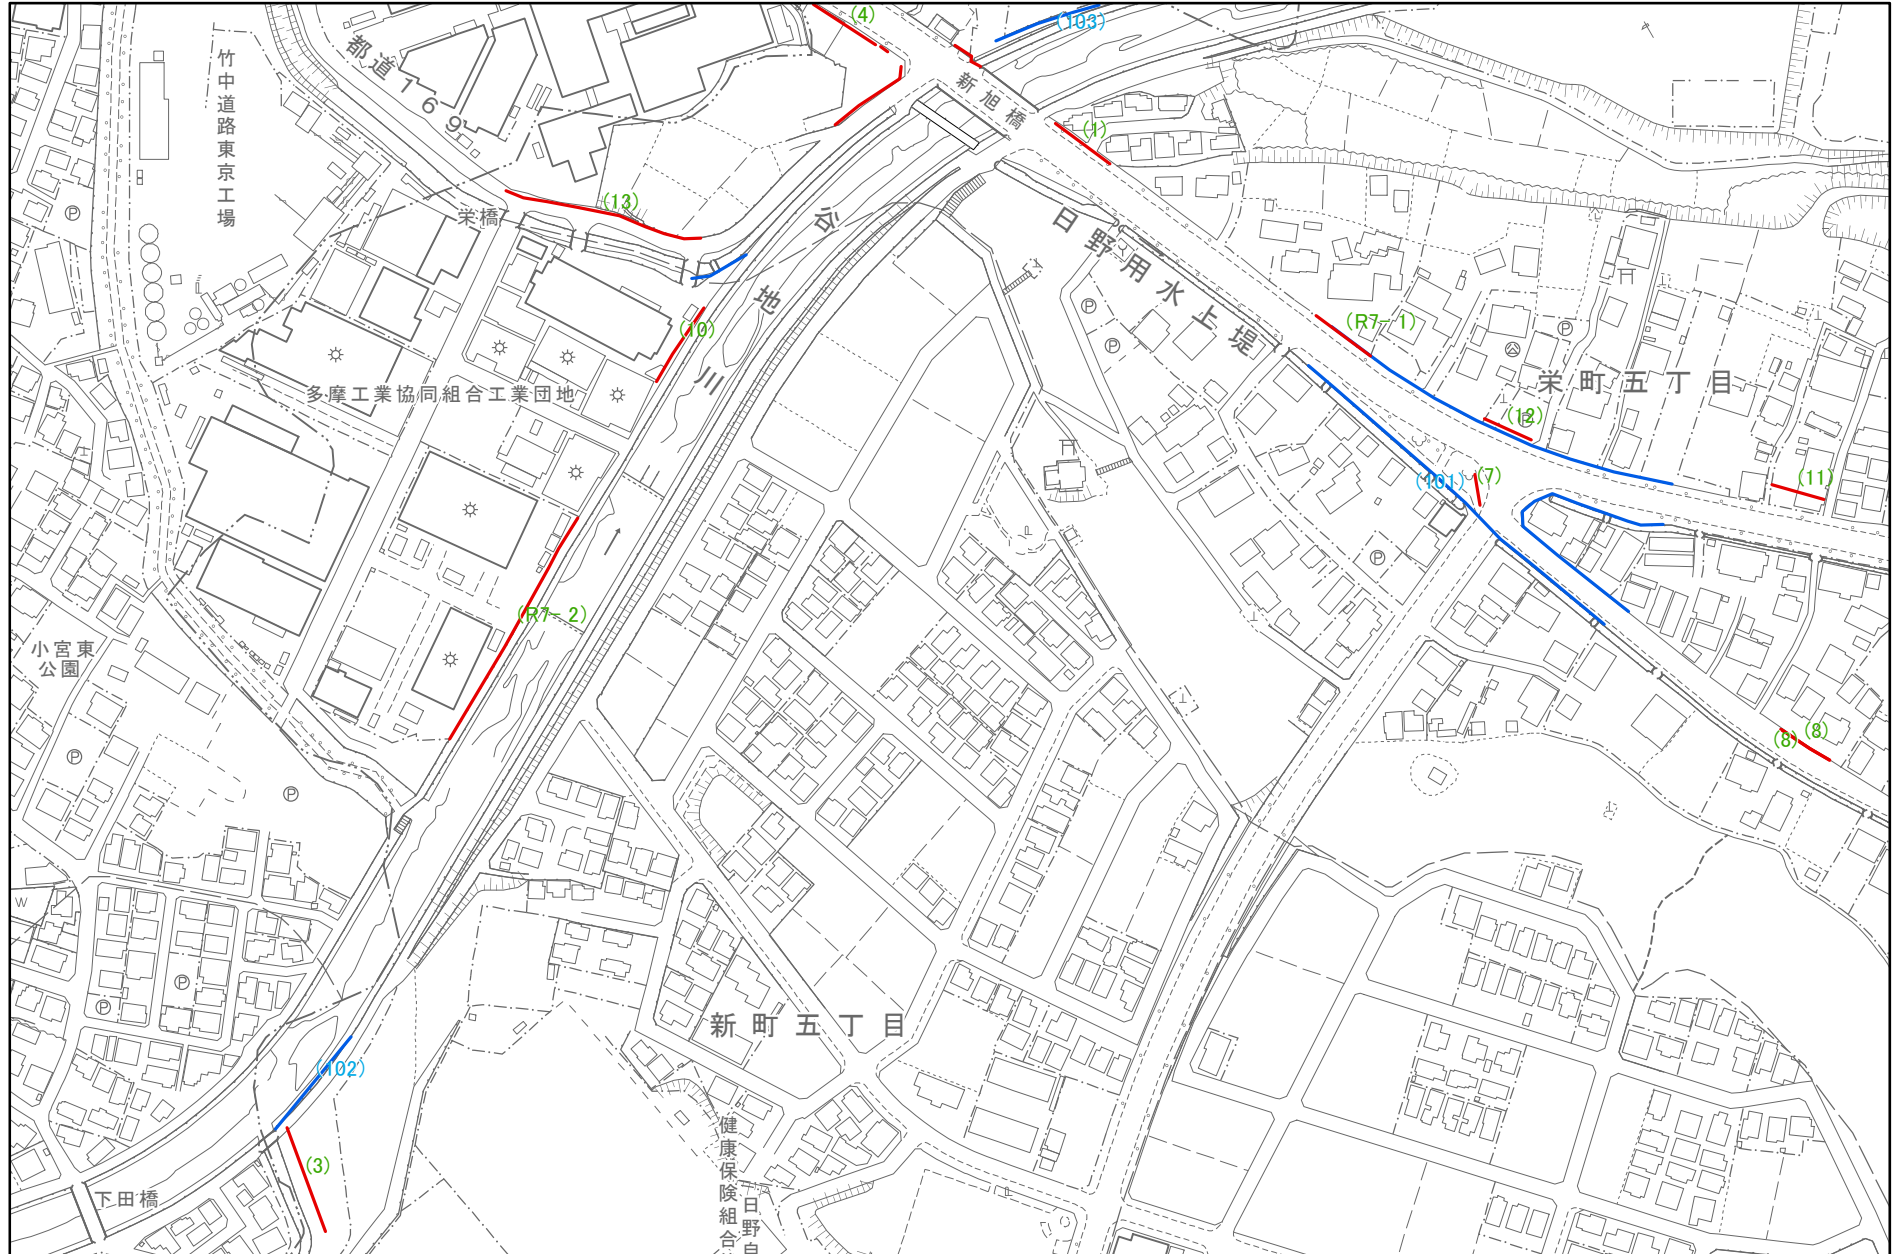 (4)
(103)
竹中道路東京工場
都道169
新旭橋
(1)
(13)
栄橋
谷地川
日野用水上堤
(10)
(R7-1)
多摩工業協同組合工業団地
栄町五丁目
(12)
(101)
(7)
(11)
(R7-2)
小宮東
公園
(8)
(8)
新町五丁目
(102)
健康保険組合
日野自
(3)
下田橋
P
P
P
P
P
P
P
P
P
P
W